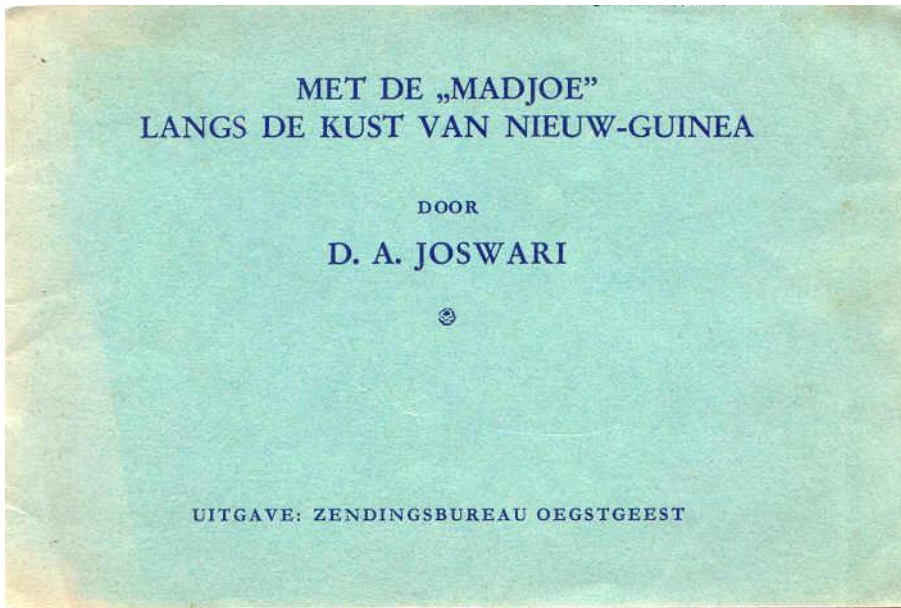 MET DE „MADJOE”
LANGS DE KUST VAN NIEUW-GUINEA
DOOR
D. A. JOSWARI
UITGAVE: ZENDINGSBUREAU OEGSTGEEST